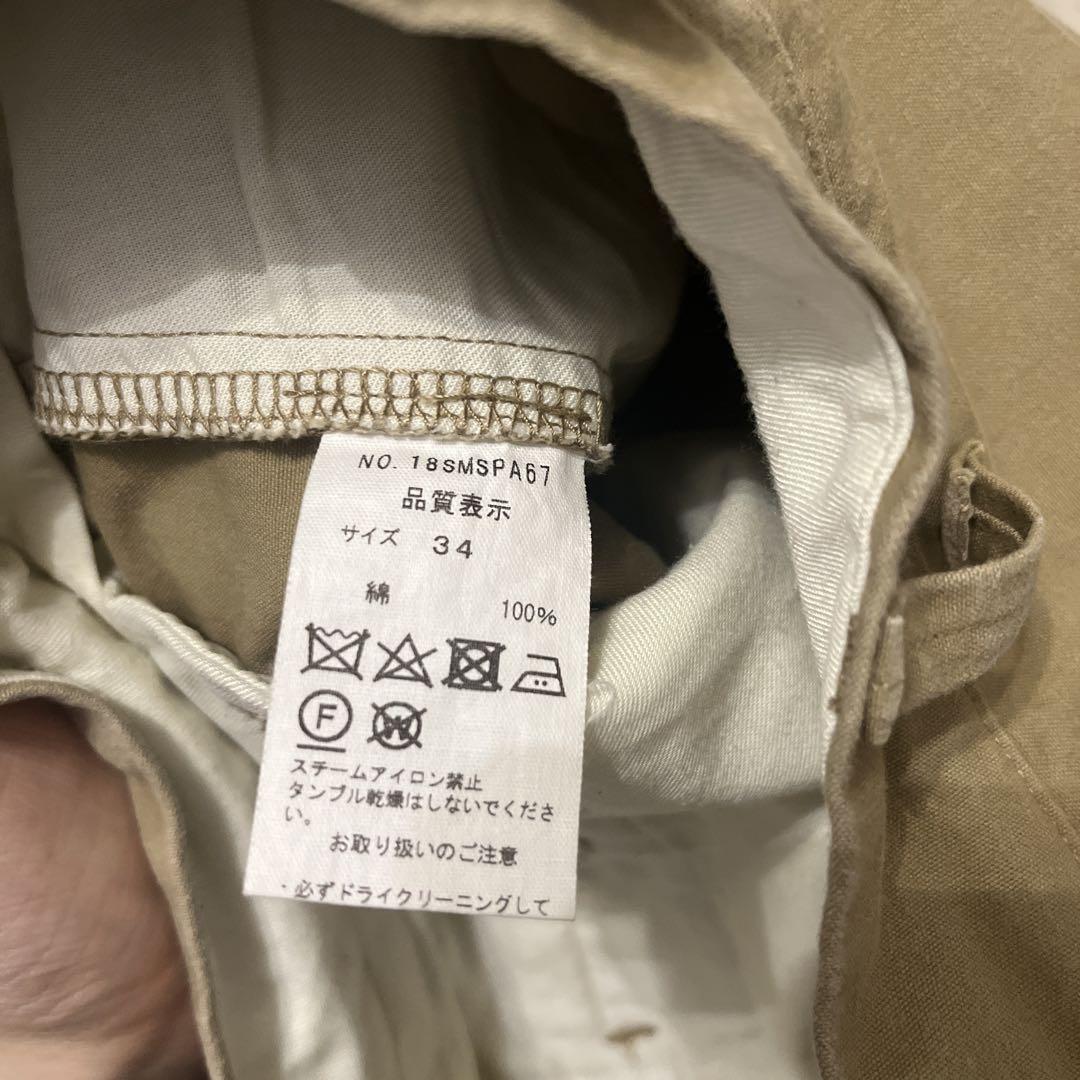 NO. 18SMSPA67
品質表示
サイズ 34
綿 100%
F W
スチームアイロン禁止
タンブル乾燥はしないでくださ
い。
お取り扱いのご注意
・必ずドライクリーニングして